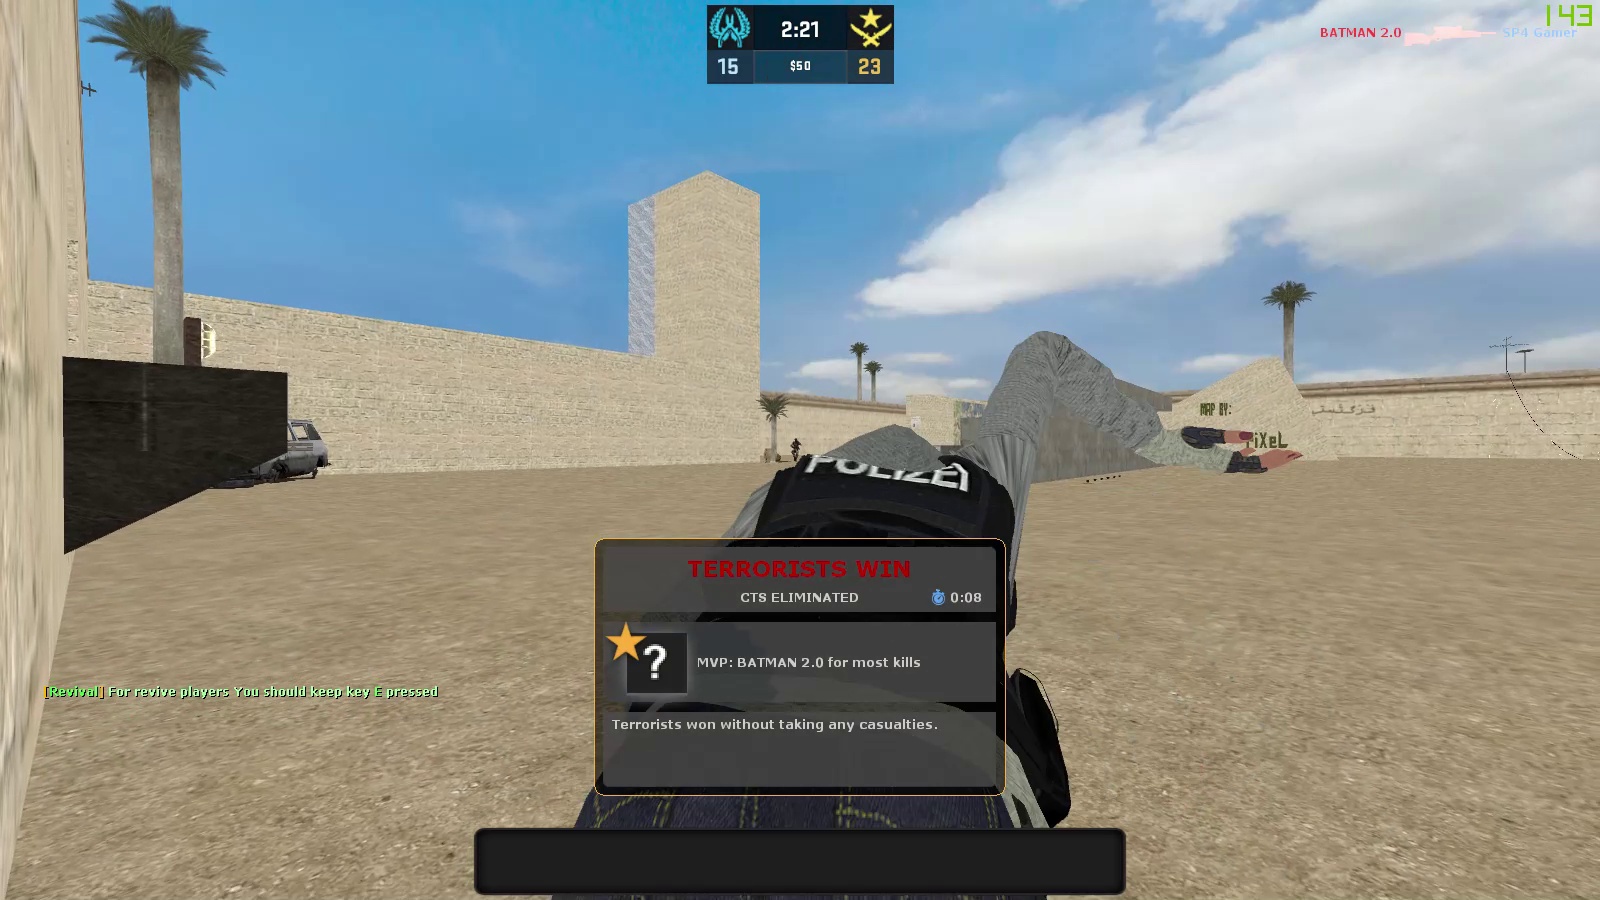 143
2:21
15 $50 23
BATMAN 2.0 SP4 Gamer
MAP BY:
PiXeL
POLIZEI
TERRORISTS WIN
CTS ELIMINATED 0:08
?
MVP: BATMAN 2.0 for most kills
[Revival] For revive players You should keep key E pressed
Terrorists won without taking any casualties.